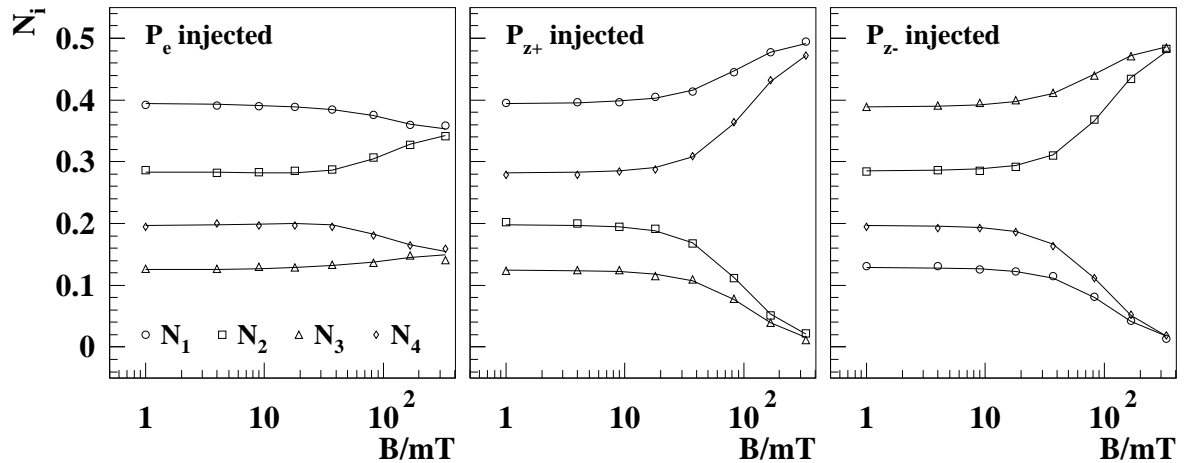 N_i
P_e injected
P_z+ injected
P_z- injected
0.5
0.4
0.3
0.2
0.1
0
N_1 N_2 N_3 N_4
1 10 10^2
1 10 10^2
1 10 10^2
B/mT
B/mT
B/mT